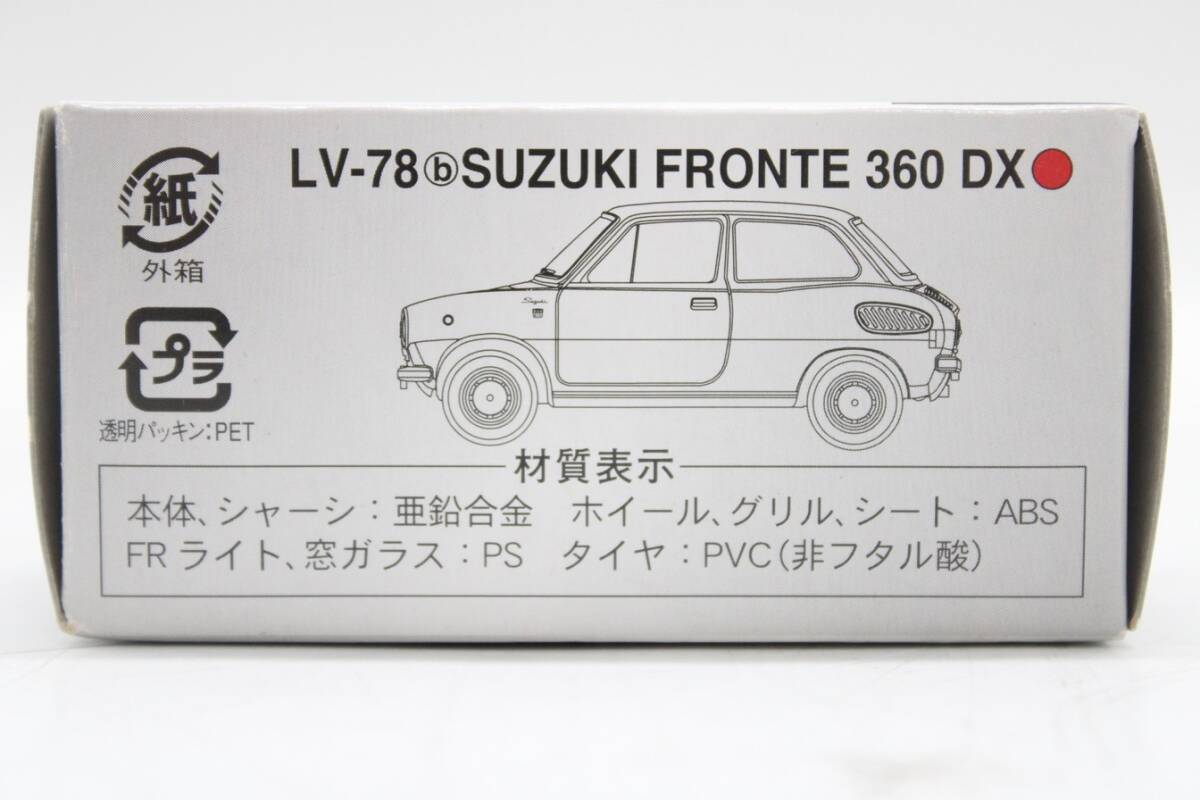 LV-78ⓑSUZUKI FRONTE 360 DX
紙
外箱
プラ
透明パッキン:PET
Suzuki
材質表示
本体、シャーシ:亜鉛合金 ホイール、グリル、シート:ABS
FR ライト、窓ガラス:PS タイヤ:PVC(非フタル酸)